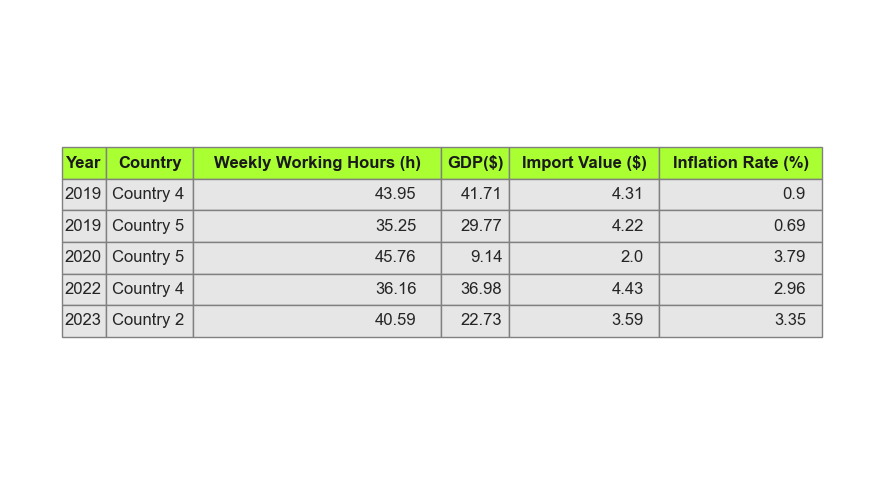 Year Country Weekly Working Hours (h) GDP($) Import Value ($) Inflation Rate (%)
2019 Country 4 43.95 41.71 4.31 0.9
2019 Country 5 35.25 29.77 4.22 0.69
2020 Country 5 45.76 9.14 2.0 3.79
2022 Country 4 36.16 36.98 4.43 2.96
2023 Country 2 40.59 22.73 3.59 3.35